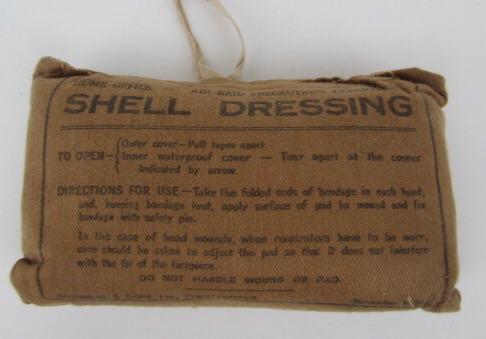 HOME OFFICE AIR RAID PRECAUTIONS
SHELL DRESSING
TO OPEN— { Outer cover—Pull tapes apart.
Inner waterproof cover — Tear apart at the corner
indicated by arrow.
DIRECTIONS FOR USE—Take the folded ends of bandage in each hand,
and, keeping bandage taut, apply surface of pad to wound and fix
bandage with safety pin.
In the case of head wounds, when respirators have to be worn,
care should be taken to adjust the pad so that it does not interfere
with the fit of the facepiece.
DO NOT HANDLE WOUND OR PAD.
& Sons, Ltd., CHESTERFIELD